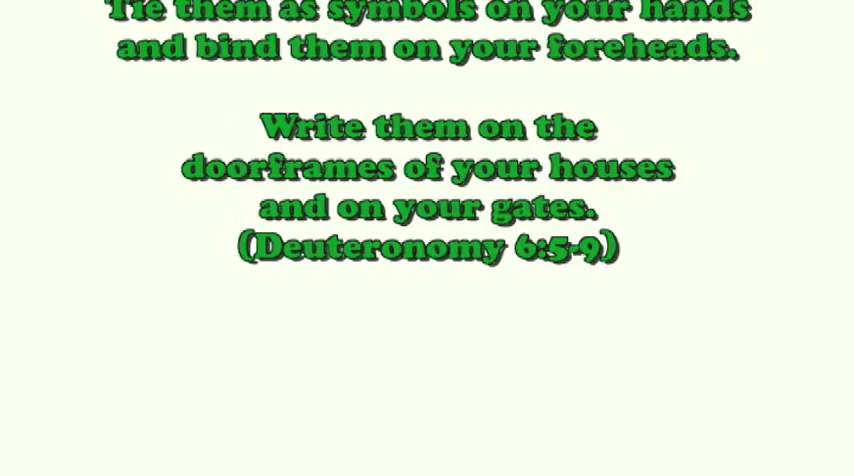 Tie them as symbols on your hands
and bind them on your foreheads.
Write them on the
doorframes of your houses
and on your gates.
(Deuteronomy 6:5-9)